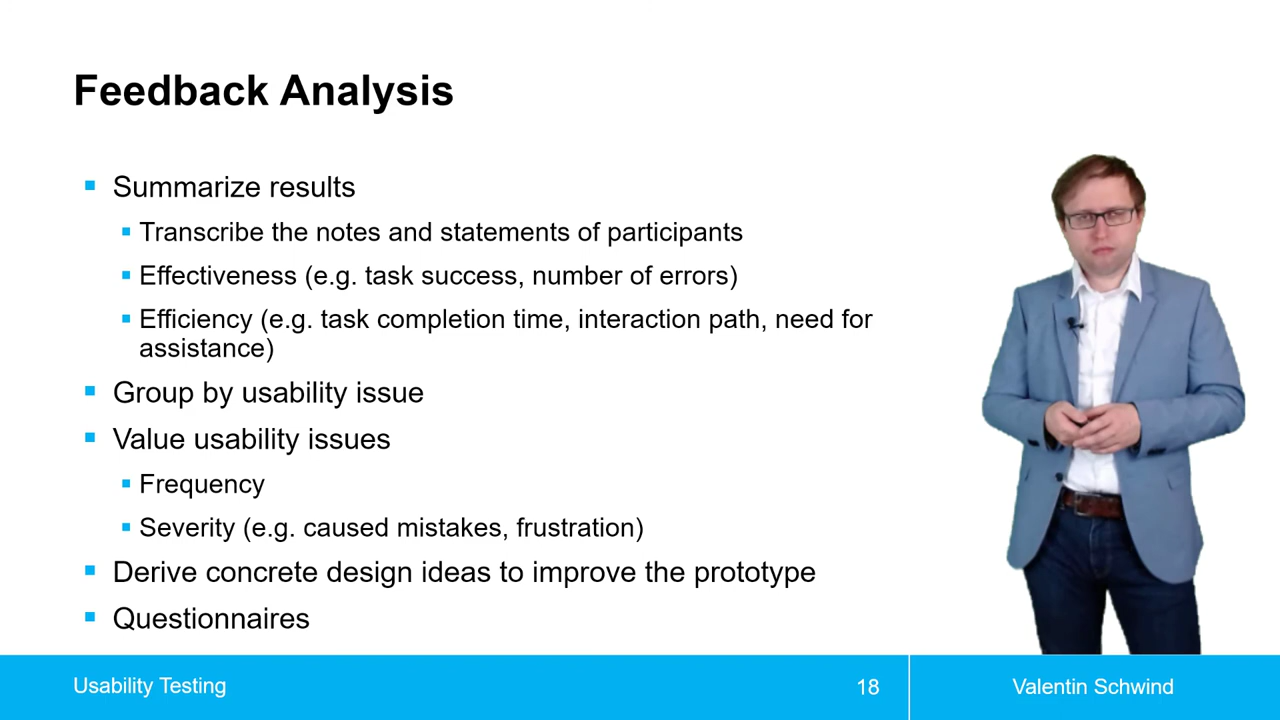 Feedback Analysis
Summarize results
Transcribe the notes and statements of participants
Effectiveness (e.g. task success, number of errors)
Efficiency (e.g. task completion time, interaction path, need for
assistance)
Group by usability issue
Value usability issues
Frequency
Severity (e.g. caused mistakes, frustration)
Derive concrete design ideas to improve the prototype
Questionnaires
Usability Testing
18
Valentin Schwind